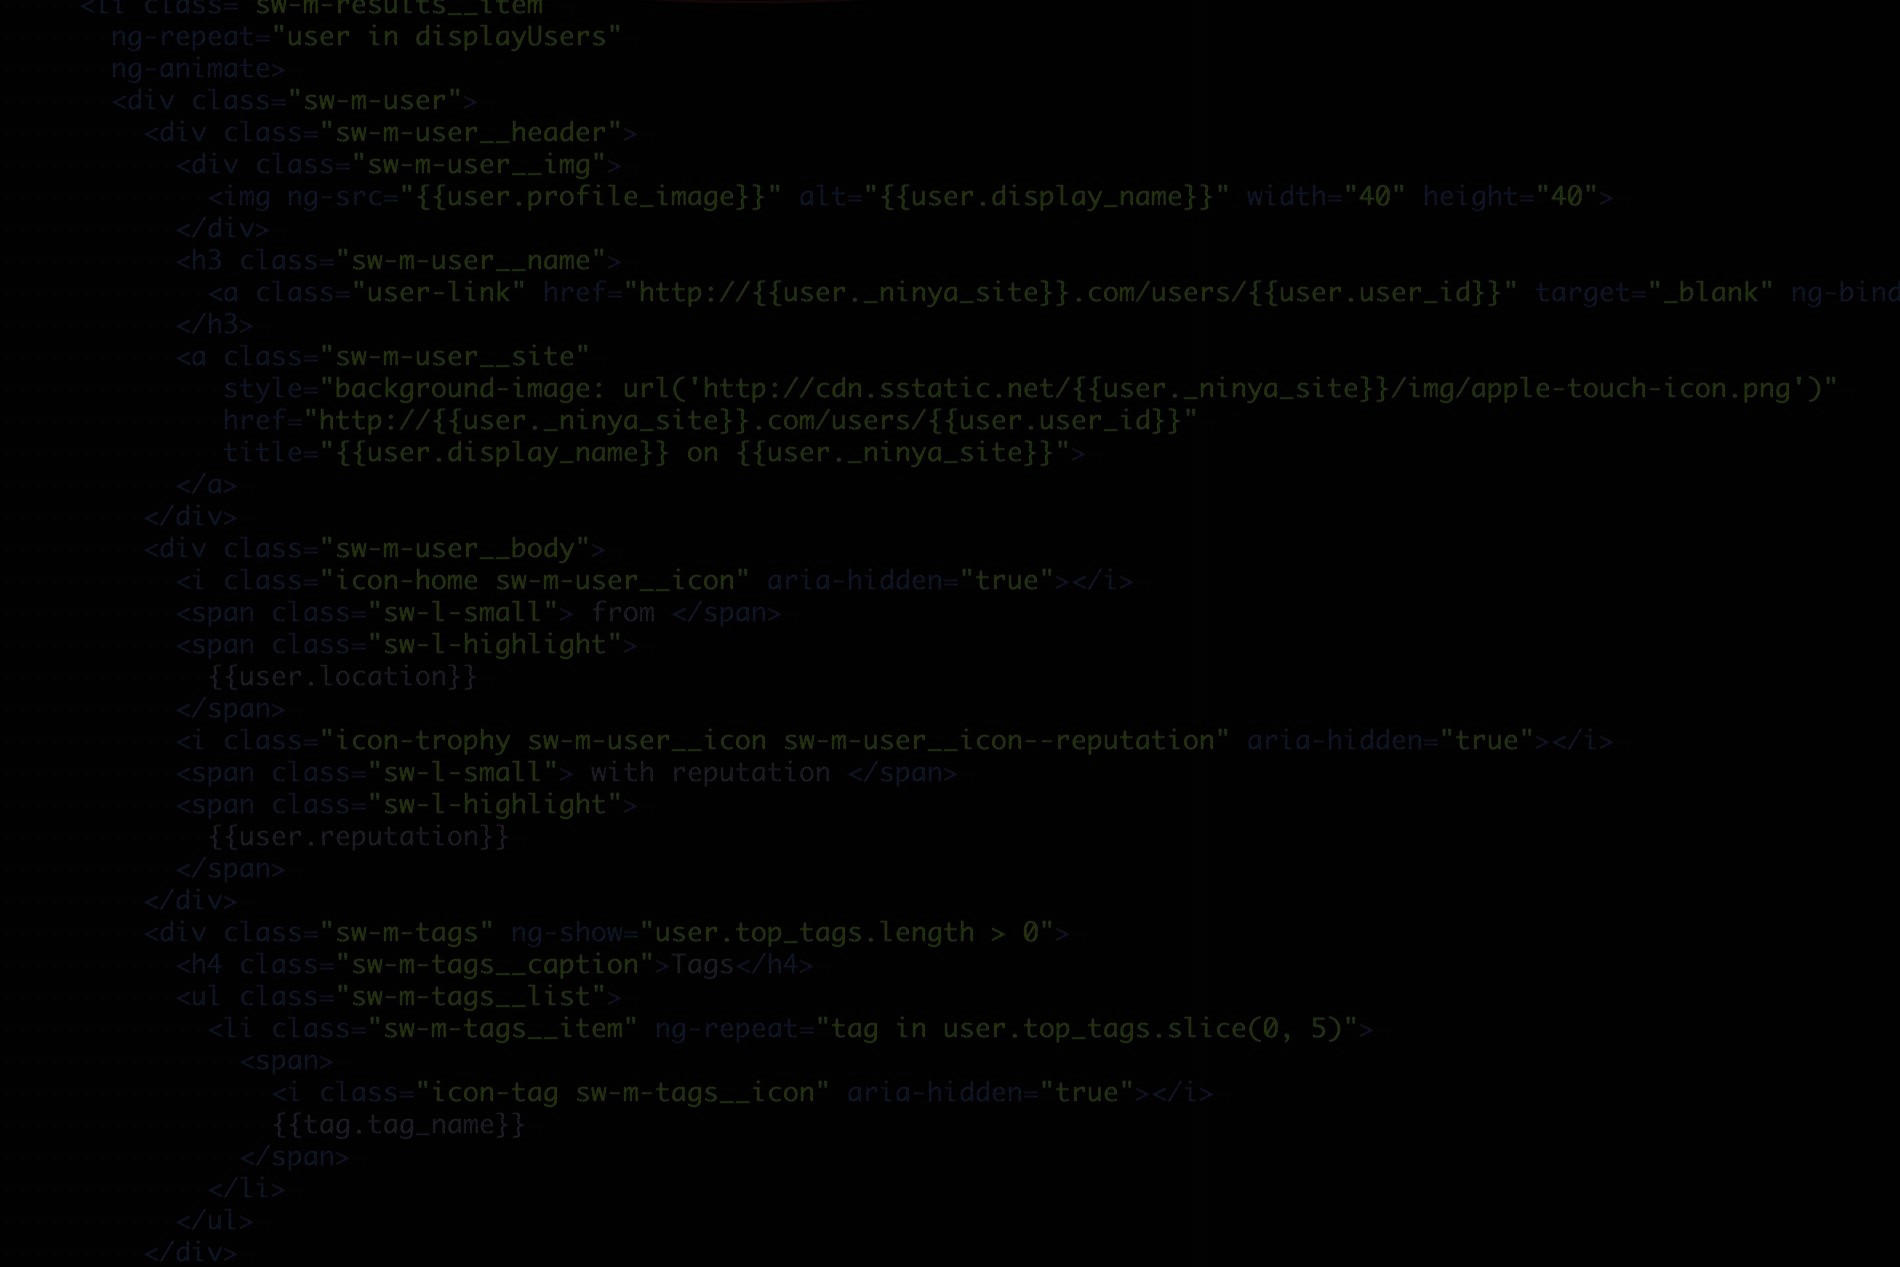 <li class="sw-m-results__item
ng-repeat="user in displayUsers"
ng-animate>
<div class="sw-m-user">
<div class="sw-m-user__header">
<div class="sw-m-user__img">
<img ng-src="{{user.profile_image}}" alt="{{user.display_name}}" width="40" height="40">
</div>
<h3 class="sw-m-user__name">
<a class="user-link" href="http://{{user._ninya_site}}.com/users/{{user.user_id}}" target="_blank" ng-bind
</h3>
<a class="sw-m-user__site"
style="background-image: url('http://cdn.sstatic.net/{{user._ninya_site}}/img/apple-touch-icon.png')"
href="http://{{user._ninya_site}}.com/users/{{user.user_id}}"
title="{{user.display_name}} on {{user._ninya_site}}">
</a>
</div>
<div class="sw-m-user__body">
<i class="icon-home sw-m-user__icon" aria-hidden="true"></i>
<span class="sw-l-small"> from </span>
<span class="sw-l-highlight">
{{user.location}}
</span>
<i class="icon-trophy sw-m-user__icon sw-m-user__icon--reputation" aria-hidden="true"></i>
<span class="sw-l-small"> with reputation </span>
<span class="sw-l-highlight">
{{user.reputation}}
</span>
</div>
<div class="sw-m-tags" ng-show="user.top_tags.length > 0">
<h4 class="sw-m-tags__caption">Tags</h4>
<ul class="sw-m-tags__list">
<li class="sw-m-tags__item" ng-repeat="tag in user.top_tags.slice(0, 5)">
<span>
<i class="icon-tag sw-m-tags__icon" aria-hidden="true"></i>
{{tag.tag_name}}
</span>
</li>
</ul>
</div>